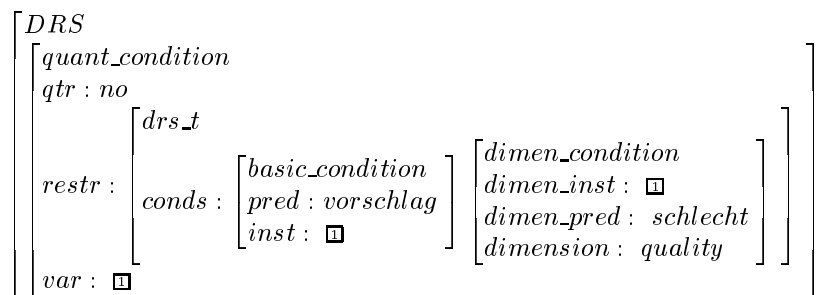 DRS
quant_condition
qtr : no
restr :
drs_t
conds :
basic_condition
pred : vorschlag
inst : 1
dimen_condition
dimen_inst : 1
dimen_pred : schlecht
dimension : quality
var : 1